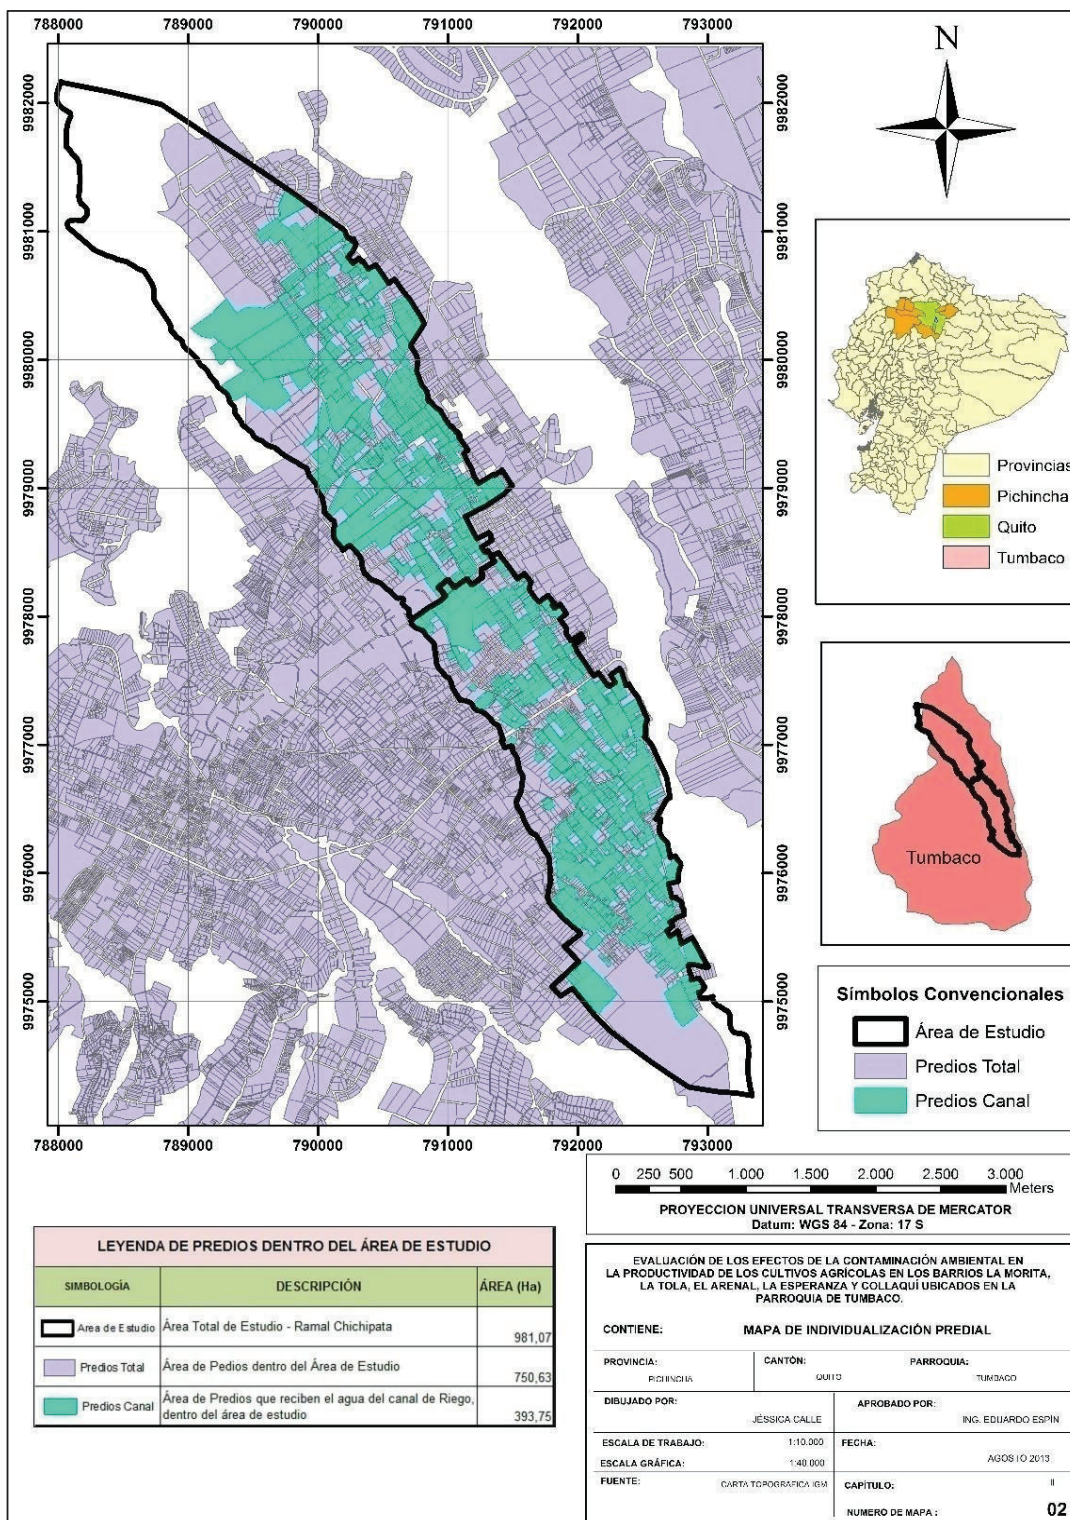 788000 789000 790000 791000 792000 793000
9982000 9982000
9981000 9981000
9980000 9980000
9979000 9979000
9978000 9978000
9977000 9977000
9976000 9976000
9975000 9975000
788000 789000 790000 791000 792000 793000
N
Provincias
Pichincha
Quito
Tumbaco
Tumbaco
Símbolos Convencionales
Área de Estudio
Predios Total
Predios Canal
0 250 500 1.000 1.500 2.000 2.500 3.000
Meters
PROYECCION UNIVERSAL TRANSVERSA DE MERCATOR
Datum: WGS 84 - Zona: 17 S
LEYENDA DE PREDIOS DENTRO DEL ÁREA DE ESTUDIO
SIMBOLOGÍA DESCRIPCIÓN ÁREA (Ha)
Area de Estudio Área Total de Estudio - Ramal Chichipata 981,07
Predios Total Área de Pedios dentro del Área de Estudio 750,63
Predios Canal Área de Predios que reciben el agua del canal de Riego,
dentro del área de estudio 393,75
EVALUACIÓN DE LOS EFECTOS DE LA CONTAMINACIÓN AMBIENTAL EN
LA PRODUCTIVIDAD DE LOS CULTIVOS AGRÍCOLAS EN LOS BARRIOS LA MORITA,
LA TOLA, EL ARENAL, LA ESPERANZA Y COLLAQUÍ UBICADOS EN LA
PARROQUIA DE TUMBACO.
CONTIENE: MAPA DE INDIVIDUALIZACIÓN PREDIAL
PROVINCIA: CANTÓN: PARROQUIA:
PICHINCHA QUITO TUMBACO
DIBUJADO POR: APROBADO POR:
JÉSSICA CALLE ING. EDUARDO ESPÍN
ESCALA DE TRABAJO: 1:10.000 FECHA:
ESCALA GRÁFICA: 1:40.000 AGOSTO 2013
FUENTE: CARTA TOPOGRAFICA IGM CAPÍTULO: II
NUMERO DE MAPA : 02